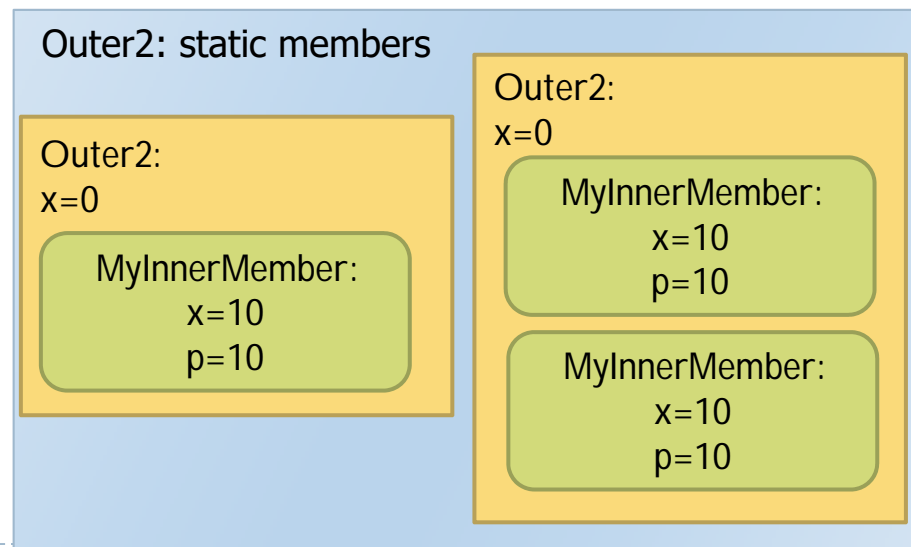 Outer2: static members
Outer2:
x=0
MyInnerMember:
x=10
p=10
Outer2:
x=0
MyInnerMember:
x=10
p=10
MyInnerMember:
x=10
p=10